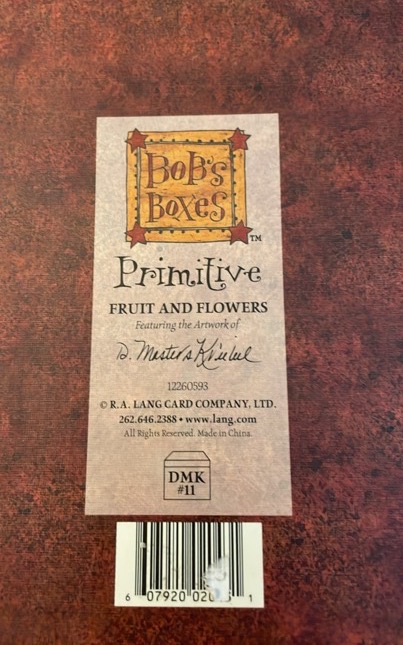 BOB'S
BOXES
TM
Primitive
FRUIT AND FLOWERS
Featuring the Artwork of
D. Masters Kriebel
12260593
© R.A. LANG CARD COMPANY, LTD.
262.646.2388 • www.lang.com
All Rights Reserved. Made in China.
DMK
#11
6 07920 1